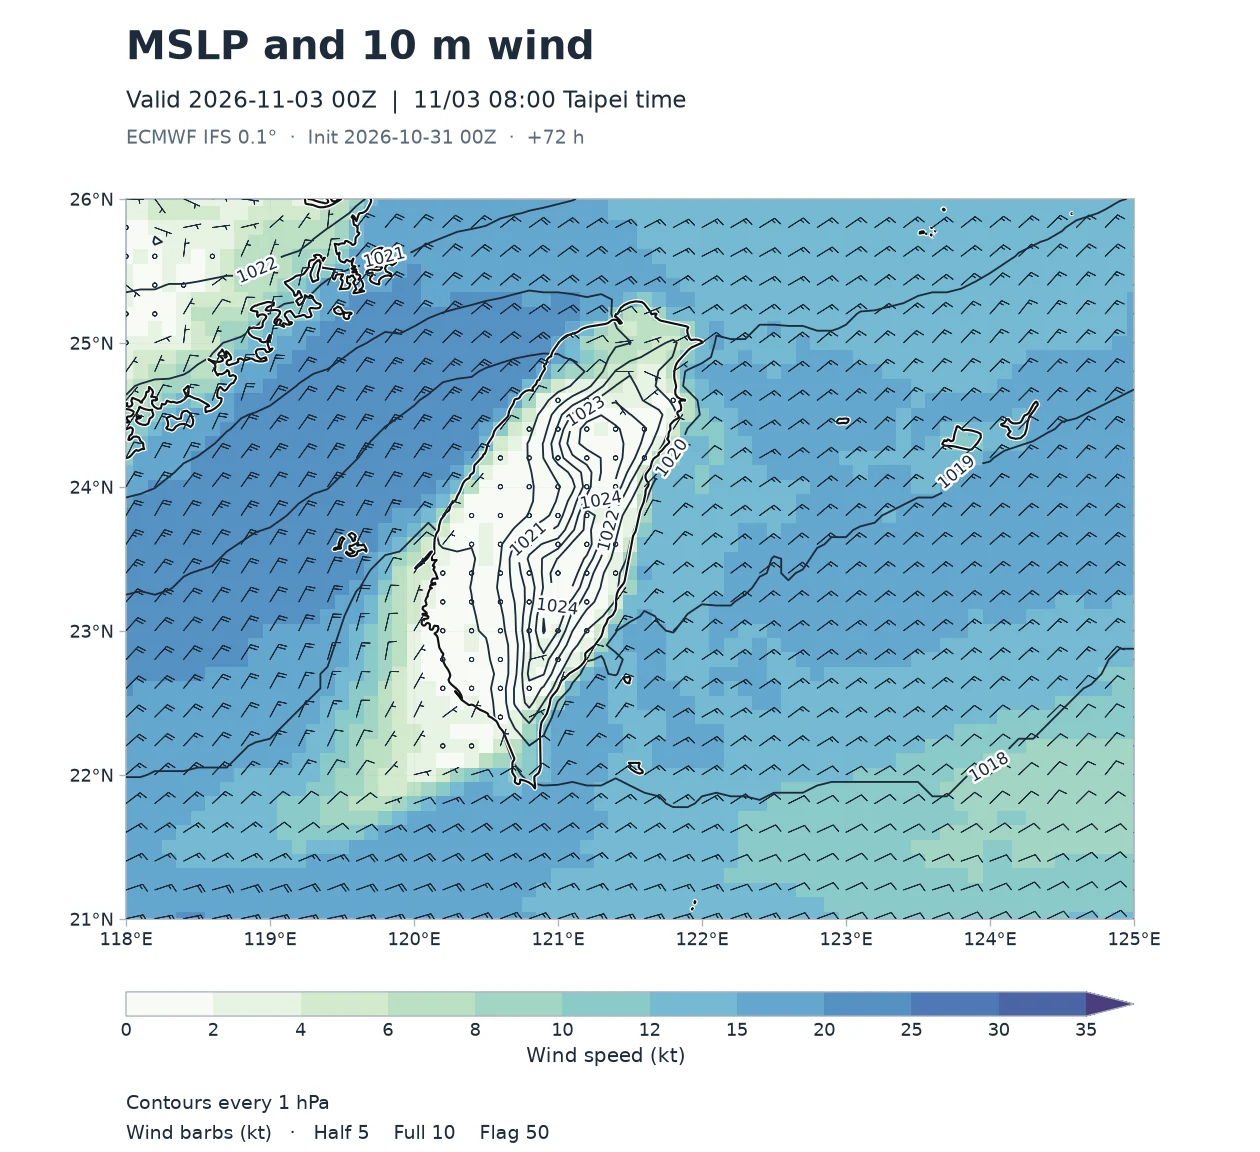 MSLP and 10 m wind
Valid 2026-11-03 00Z | 11/03 08:00 Taipei time
ECMWF IFS 0.1° · Init 2026-10-31 00Z · +72 h
26°N
25°N
24°N
23°N
22°N
21°N
1022
1021
1023
1020
1019
1024
1022
1021
1024
1018
118°E 119°E 120°E 121°E 122°E 123°E 124°E 125°E
0 2 4 6 8 10 12 15 20 25 30 35
Wind speed (kt)
Contours every 1 hPa
Wind barbs (kt) · Half 5 Full 10 Flag 50